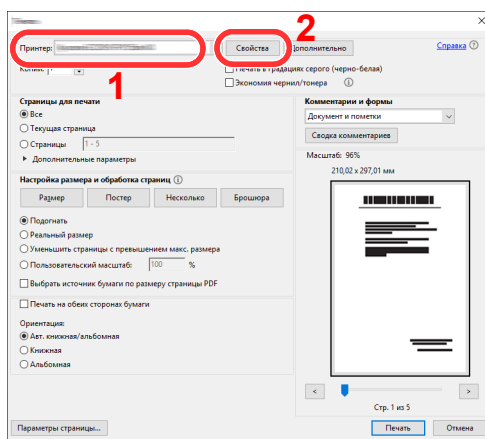 2
Принтер:
Свойства
Дополнительно
Справка
1
Копии: 1
Печать в градациях серого (черно-белая)
Экономия чернил/тонера
Страницы для печати
Все
Текущая страница
Страницы 1 - 5
Дополнительные параметры
Настройка размера и обработка страниц
Размер Постер Несколько Брошюра
Подогнать
Реальный размер
Уменьшить страницы с превышением макс. размера
Пользовательский масштаб: 100 %
Выбрать источник бумаги по размеру страницы PDF
Печать на обеих сторонах бумаги
Ориентация:
Авт. книжная/альбомная
Книжная
Альбомная
Комментарии и формы
Документ и пометки
Сводка комментариев
Масштаб: 96%
210,02 x 297,01 мм
< >
Стр. 1 из 5
Параметры страницы...
Печать
Отмена